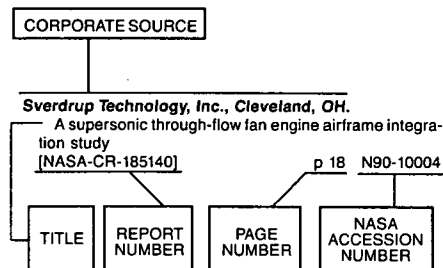 CORPORATE SOURCE
Sverdrup Technology, Inc., Cleveland, OH.
A supersonic through-flow fan engine airframe integra-
tion study
[NASA-CR-185140] p 18 N90-10004
TITLE
REPORT NUMBER
PAGE NUMBER
NASA ACCESSION NUMBER